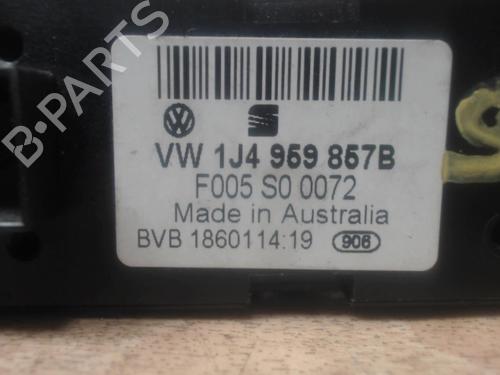 B-PARTS
VW 1J4 959 857B
F005 S0 0072
Made in Australia
BVB 1860114:19 906